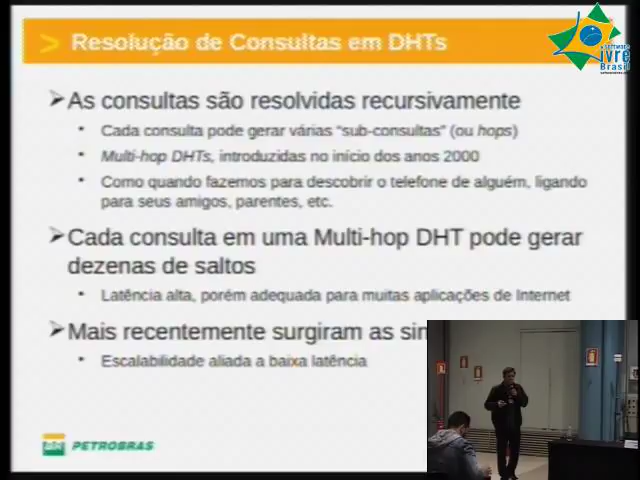 > Resolução de Consultas em DHTs
SOFTWARE
ivre
Brasil
➢As consultas são resolvidas recursivamente
• Cada consulta pode gerar várias “sub-consultas” (ou hops)
• Multi-hop DHTs, introduzidas no início dos anos 2000
• Como quando fazemos para descobrir o telefone de alguém, ligando
para seus amigos, parentes, etc.
➢Cada consulta em uma Multi-hop DHT pode gerar
dezenas de saltos
• Latência alta, porém adequada para muitas aplicações de Internet
➢Mais recentemente surgiram as sin
• Escalabilidade aliada a baixa latência
BR PETROBRAS